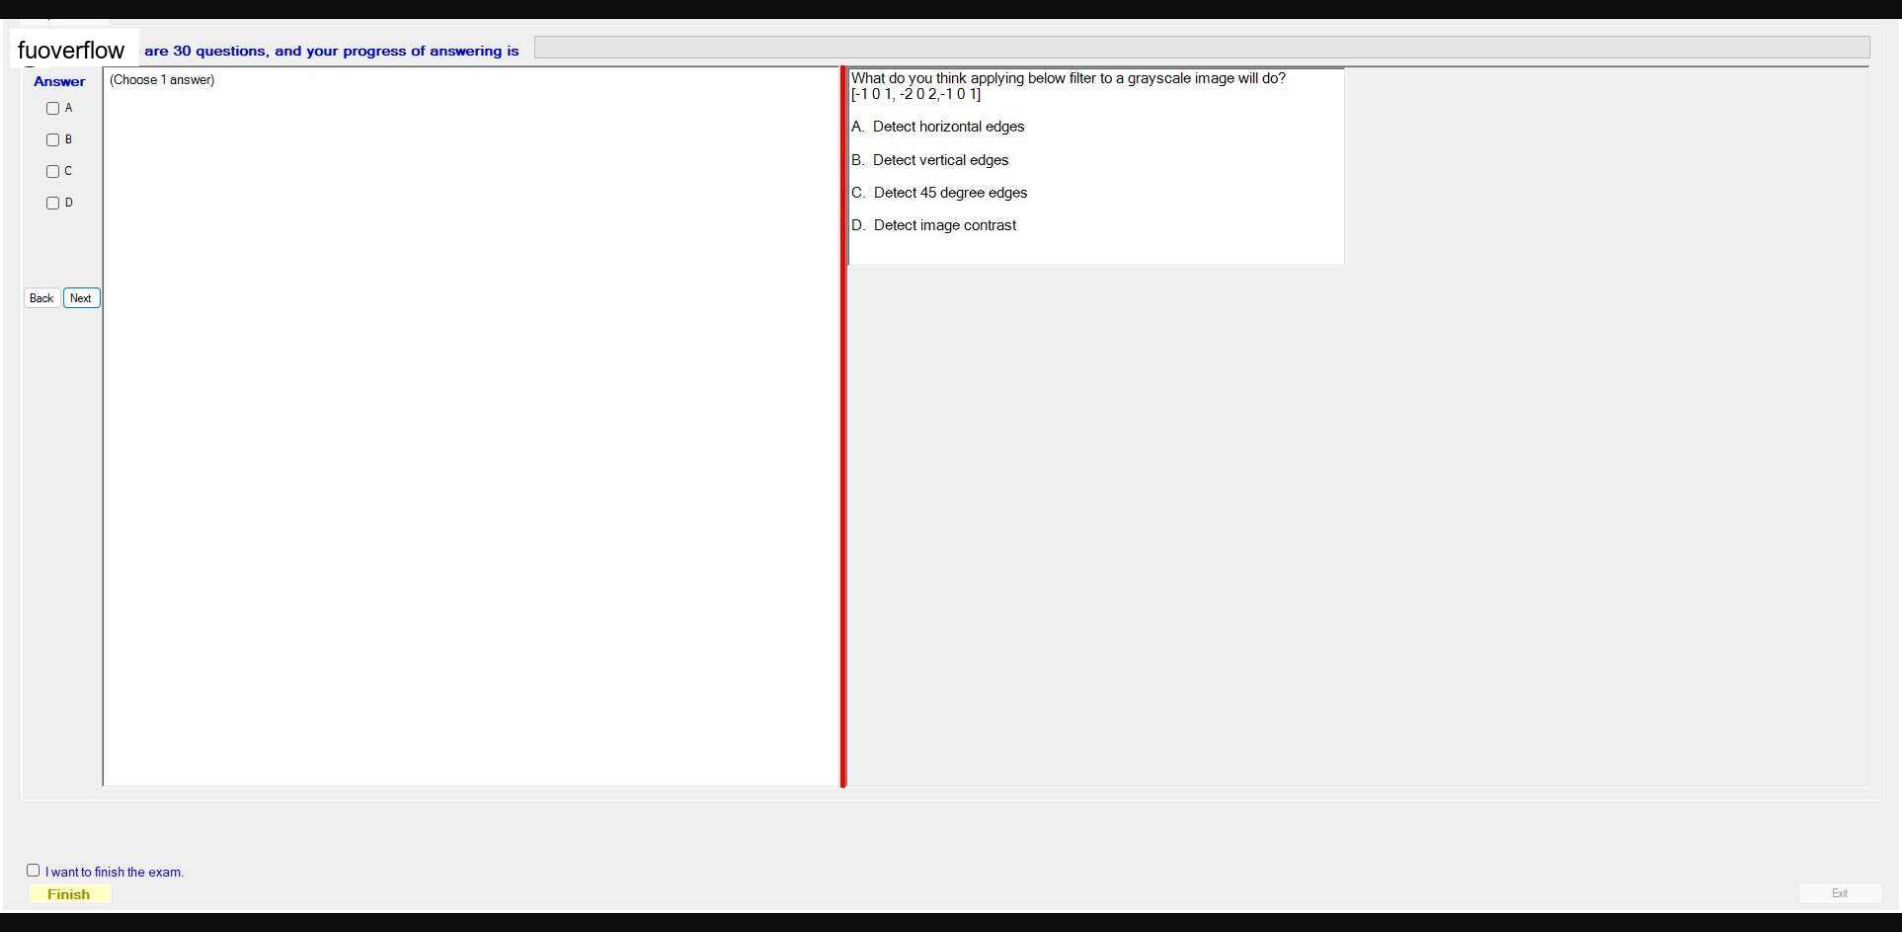 fuoverflow are 30 questions, and your progress of answering is
Answer
(Choose 1 answer)
A
B
C
D
Back Next
What do you think applying below filter to a grayscale image will do?
[-1 0 1, -2 0 2,-1 0 1]
A. Detect horizontal edges
B. Detect vertical edges
C. Detect 45 degree edges
D. Detect image contrast
I want to finish the exam.
Finish
Exit